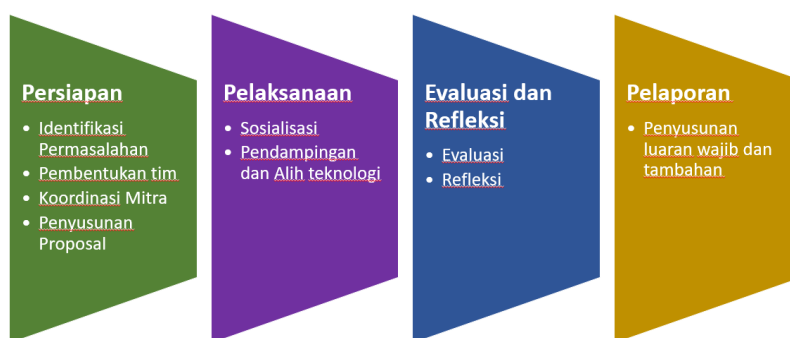 Persiapan
• Identifikasi
Permasalahan
• Pembentukan tim
• Koordinasi Mitra
• Penyusunan
Proposal
Pelaksanaan
• Sosialisasi
• Pendampingan
dan Alih teknologi
Evaluasi dan
Refleksi
• Evaluasi
• Refleksi
Pelaporan
• Penyusunan
luaran wajib dan
tambahan